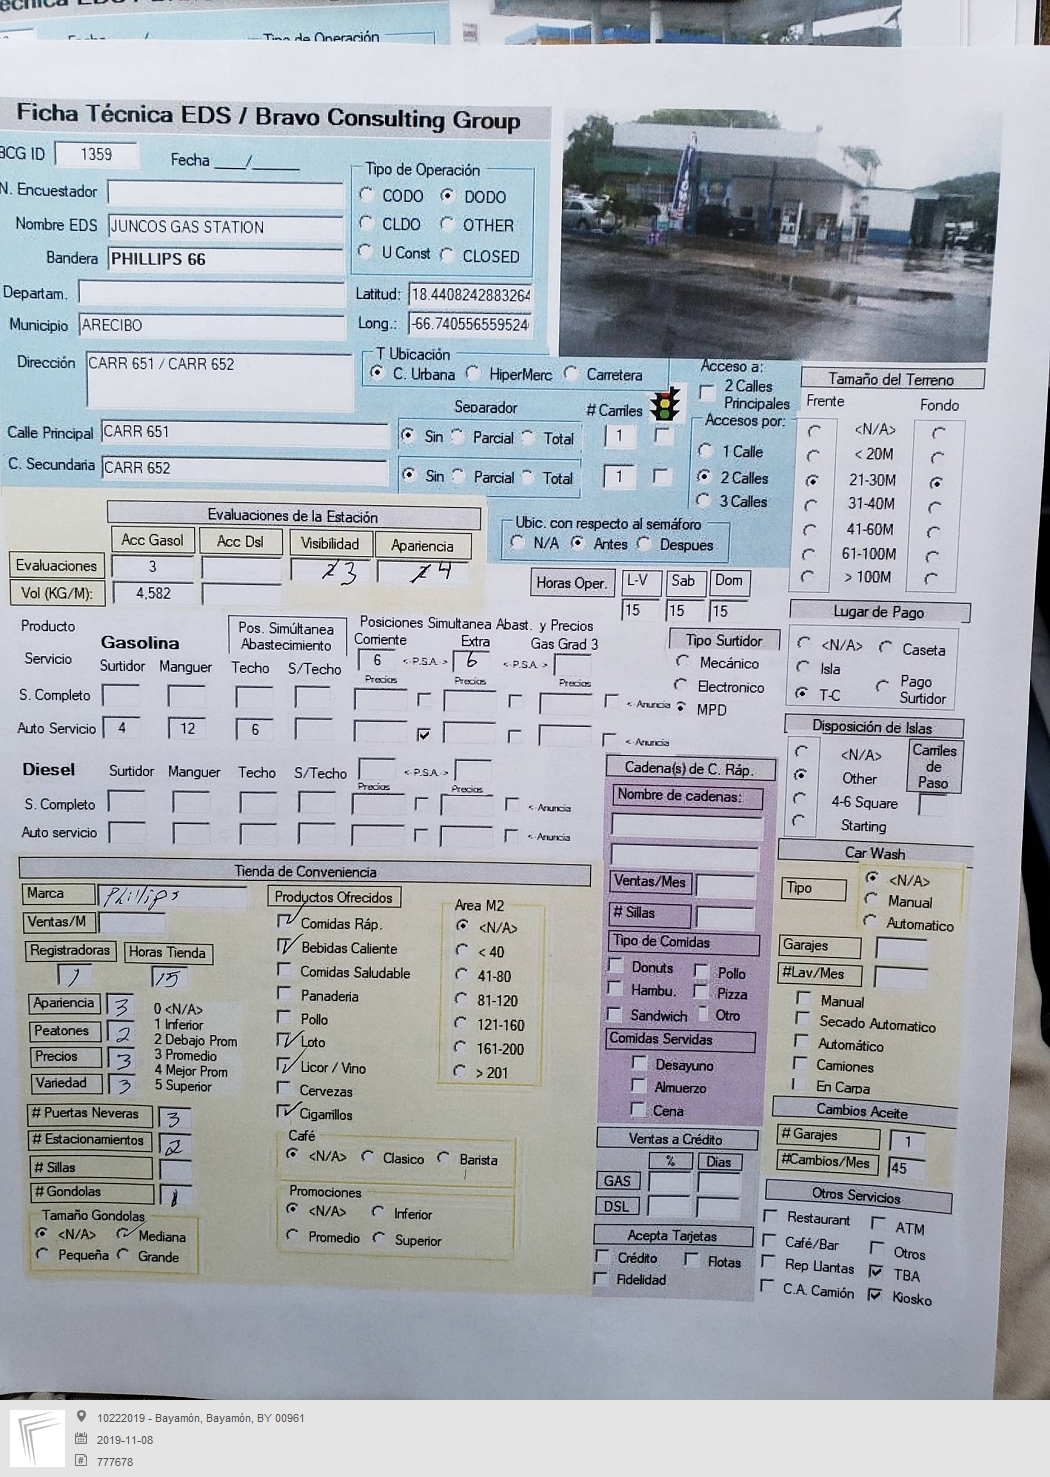 Fecha / Tipo de Operación
Ficha Técnica EDS / Bravo Consulting Group
BCG ID 1359 Fecha ___/_____
N. Encuestador
Nombre EDS JUNCOS GAS STATION
Bandera PHILLIPS 66
Departam.
Municipio ARECIBO
Dirección CARR 651 / CARR 652
Calle Principal CARR 651
C. Secundaria CARR 652
Tipo de Operación
CODO DODO
CLDO OTHER
U Const CLOSED
Latitud: 18.4408242883264
Long.: -66.740556559524
T Ubicación
C. Urbana HiperMerc Carretera
Separador # Carriles
Sin Parcial Total 1
Sin Parcial Total 1
Acceso a:
2 Calles Principales
Accesos por:
1 Calle
2 Calles
3 Calles
Ubic. con respecto al semáforo
N/A Antes Despues
Tamaño del Terreno
Frente Fondo
<N/A>
< 20M
21-30M
31-40M
41-60M
61-100M
> 100M
Evaluaciones de la Estación
Acc Gasol Acc Dsl Visibilidad Apariencia
Evaluaciones 3 3 4
Vol (KG/M): 4,582
Horas Oper. L-V Sab Dom
15 15 15
Producto
Servicio
Gasolina
Surtidor Manguer
Pos. Simúltanea
Abastecimiento
Techo S/Techo
Posiciones Simultanea Abast. y Precios
Corriente Extra Gas Grad 3
6 <-P.S.A.-> 6 <-P.S.A.->
Precios Precios Precios
S. Completo <-Anuncia
Auto Servicio 4 12 6 <-Anuncia
Tipo Surtidor
Mecánico
Electronico
MPD
Lugar de Pago
<N/A> Caseta
Isla
T-C Pago Surtidor
Disposición de Islas
<N/A>
Other
4-6 Square
Starting
Carriles de Paso
Diesel Surtidor Manguer Techo S/Techo <-P.S.A.->
Precios Precios
S. Completo <-Anuncia
Auto servicio <-Anuncia
Cadena(s) de C. Ráp.
Nombre de cadenas:
Ventas/Mes
# Sillas
Tipo de Comidas
Donuts Pollo
Hambu. Pizza
Sandwich Otro
Comidas Servidas
Desayuno
Almuerzo
Cena
Ventas a Crédito
% Dias
GAS
DSL
Acepta Tarjetas
Crédito Flotas
Fidelidad
Car Wash
Tipo <N/A>
Manual
Automatico
Garajes
#Lav/Mes
Manual
Secado Automatico
Automático
Camiones
En Carpa
Cambios Aceite
# Garajes 1
#Cambios/Mes 45
Otros Servicios
Restaurant ATM
Café/Bar Otros
Rep Llantas TBA
C.A. Camión Kiosko
Tienda de Conveniencia
Marca Phillips
Ventas/M
Registradoras Horas Tienda
1 15
Apariencia 3
Peatones 2
Precios 3
Variedad 3
0 <N/A>
1 Inferior
2 Debajo Prom
3 Promedio
4 Mejor Prom
5 Superior
# Puertas Neveras 3
# Estacionamientos 2
# Sillas
# Gondolas 1
Tamaño Gondolas
<N/A> Mediana
Pequeña Grande
Productos Ofrecidos
Comidas Ráp.
Bebidas Caliente
Comidas Saludable
Panaderia
Pollo
Loto
Licor / Vino
Cervezas
Cigarrillos
Area M2
<N/A>
< 40
41-80
81-120
121-160
161-200
> 201
Café
<N/A> Clasico Barista
Promociones
<N/A> Inferior
Promedio Superior
10222019 - Bayamón, Bayamón, BY 00961
2019-11-08
777678